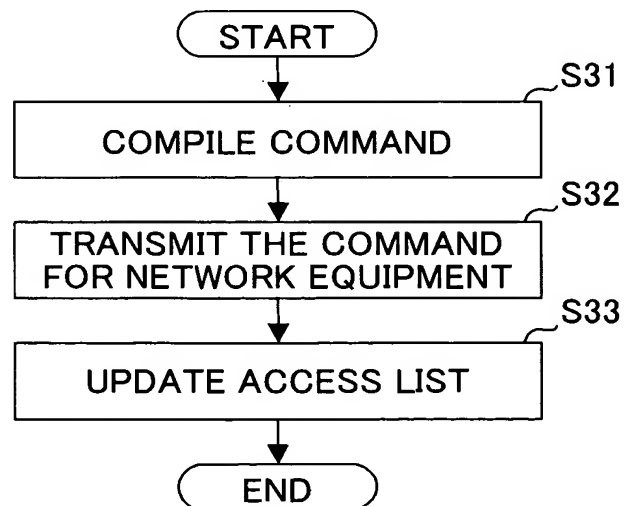 START
S31
COMPILE COMMAND
S32
TRANSMIT THE COMMAND
FOR NETWORK EQUIPMENT
S33
UPDATE ACCESS LIST
END